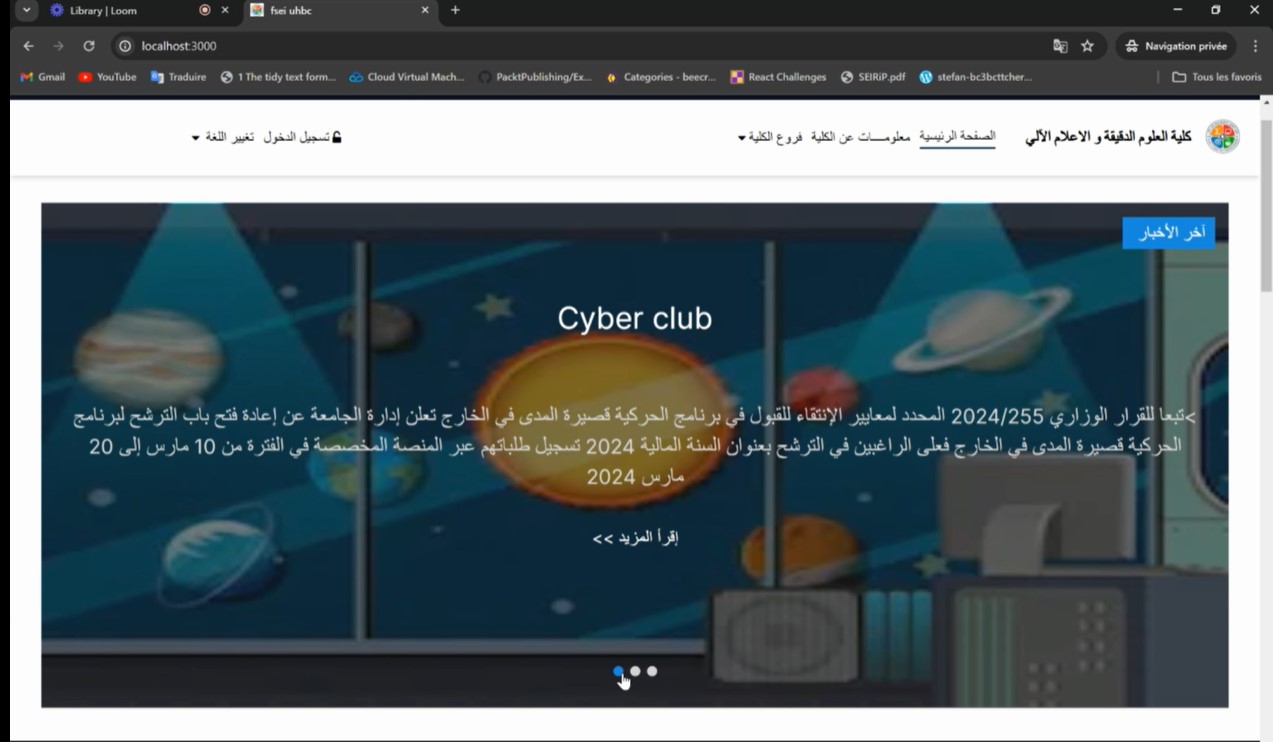 Library | Loom
fsei uhbc
localhost:3000
Navigation privée
Gmail
YouTube
Traduire
1 The tidy text form...
Cloud Virtual Mach...
PacktPublishing/Ex...
Categories - beecr...
React Challenges
SEIRiP.pdf
stefan-bc3bcttcher...
Tous les favoris
كلية العلوم الدقيقة و الاعلام الآلي
الصفحة الرئيسية
معلومـــات عن الكلية
فروع الكلية
تسجيل الدخول
تغيير اللغة
آخر الأخبار
Cyber club
>تبعا للقرار الوزاري 2024/255 المحدد لمعايير الإنتقاء للقبول في برنامج الحركية قصيرة المدى في الخارج تعلن إدارة الجامعة عن إعادة فتح باب الترشح لبرنامج
الحركية قصيرة المدى في الخارج فعلى الراغبين في الترشح بعنوان السنة المالية 2024 تسجيل طلباتهم عبر المنصة المخصصة في الفترة من 10 مارس إلى 20
مارس 2024
إقرأ المزيد >>